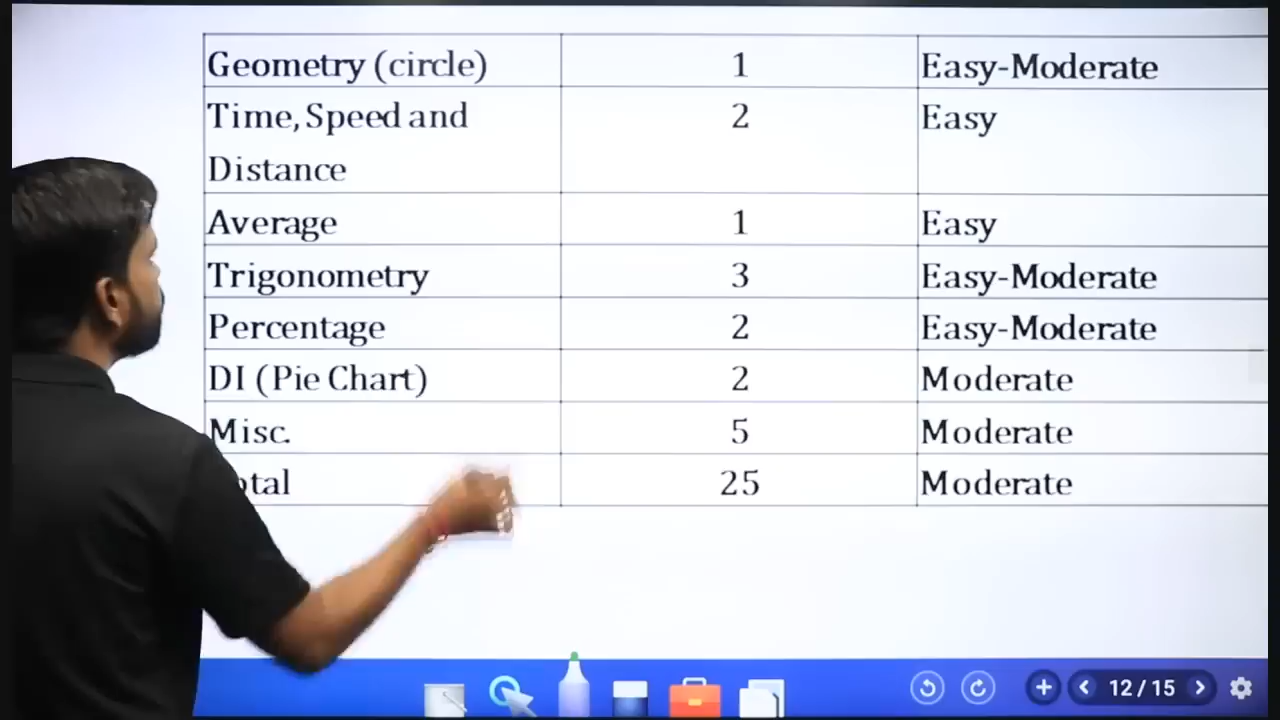 Geometry (circle) 1 Easy-Moderate
Time, Speed and 2 Easy
Distance
Average 1 Easy
Trigonometry 3 Easy-Moderate
Percentage 2 Easy-Moderate
DI (Pie Chart) 2 Moderate
Misc. 5 Moderate
otal 25 Moderate
12 / 15